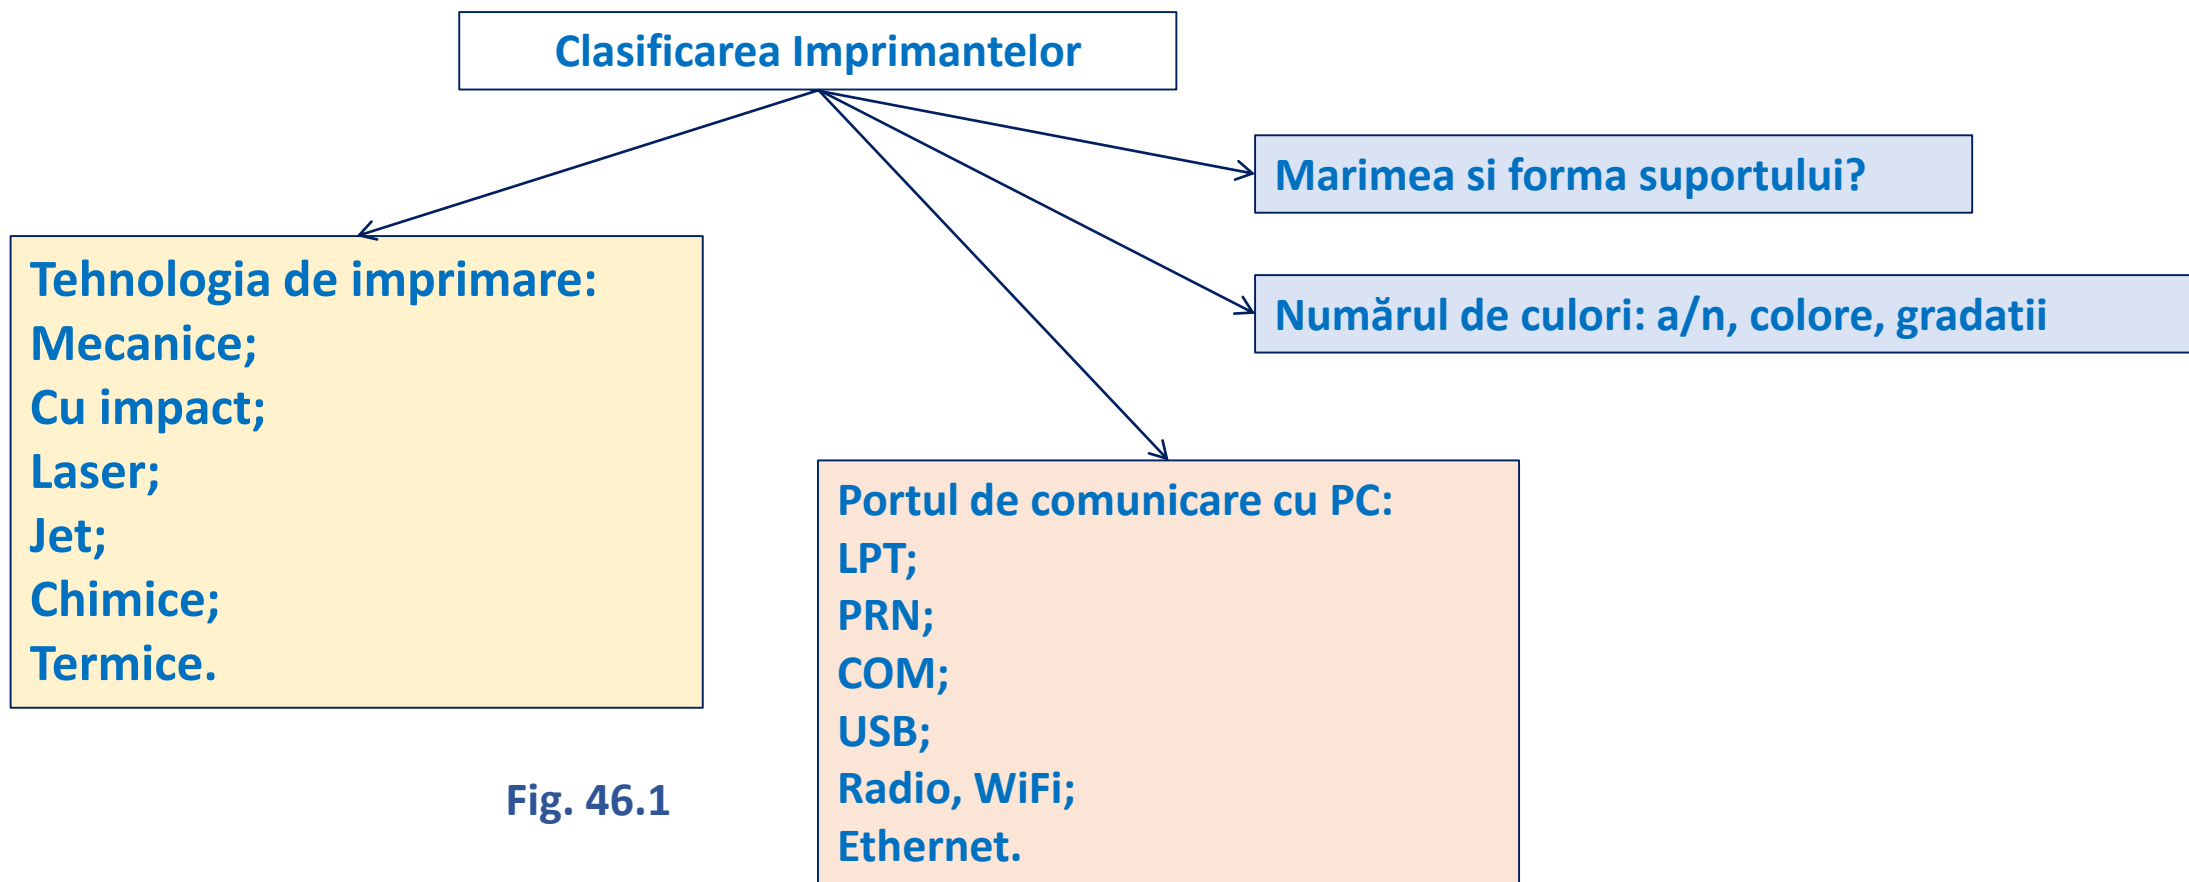 Clasificarea Imprimantelor
Marimea si forma suportului?
Tehnologia de imprimare:
Mecanice;
Cu impact;
Laser;
Jet;
Chimice;
Termice.
Numărul de culori: a/n, colore, gradatii
Portul de comunicare cu PC:
LPT;
PRN;
COM;
USB;
Radio, WiFi;
Ethernet.
Fig. 46.1